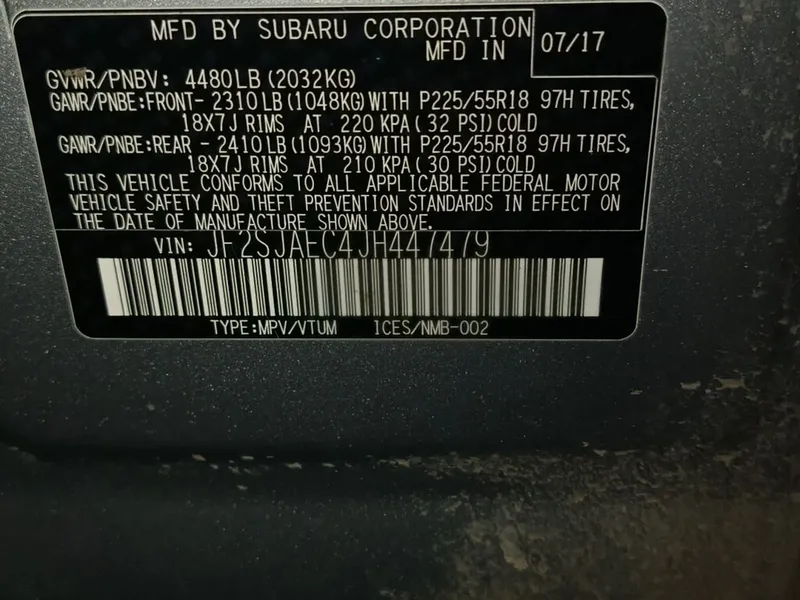 MFD BY SUBARU CORPORATION
MFD IN 07/17
GVWR/PNBV: 4480LB (2032KG)
GAWR/PNBE:FRONT- 2310LB (1048KG) WITH P225/55R18 97H TIRES,
18X7J RIMS AT 220 KPA ( 32 PSI) COLD
GAWR/PNBE:REAR - 2410LB (1093KG) WITH P225/55R18 97H TIRES,
18X7J RIMS AT 210 KPA ( 30 PSI) COLD
THIS VEHICLE CONFORMS TO ALL APPLICABLE FEDERAL MOTOR
VEHICLE SAFETY AND THEFT PREVENTION STANDARDS IN EFFECT ON
THE DATE OF MANUFACTURE SHOWN ABOVE.
VIN: JF2SJAEC4JH447479
TYPE:MPV/VTUM ICES/NMB-002